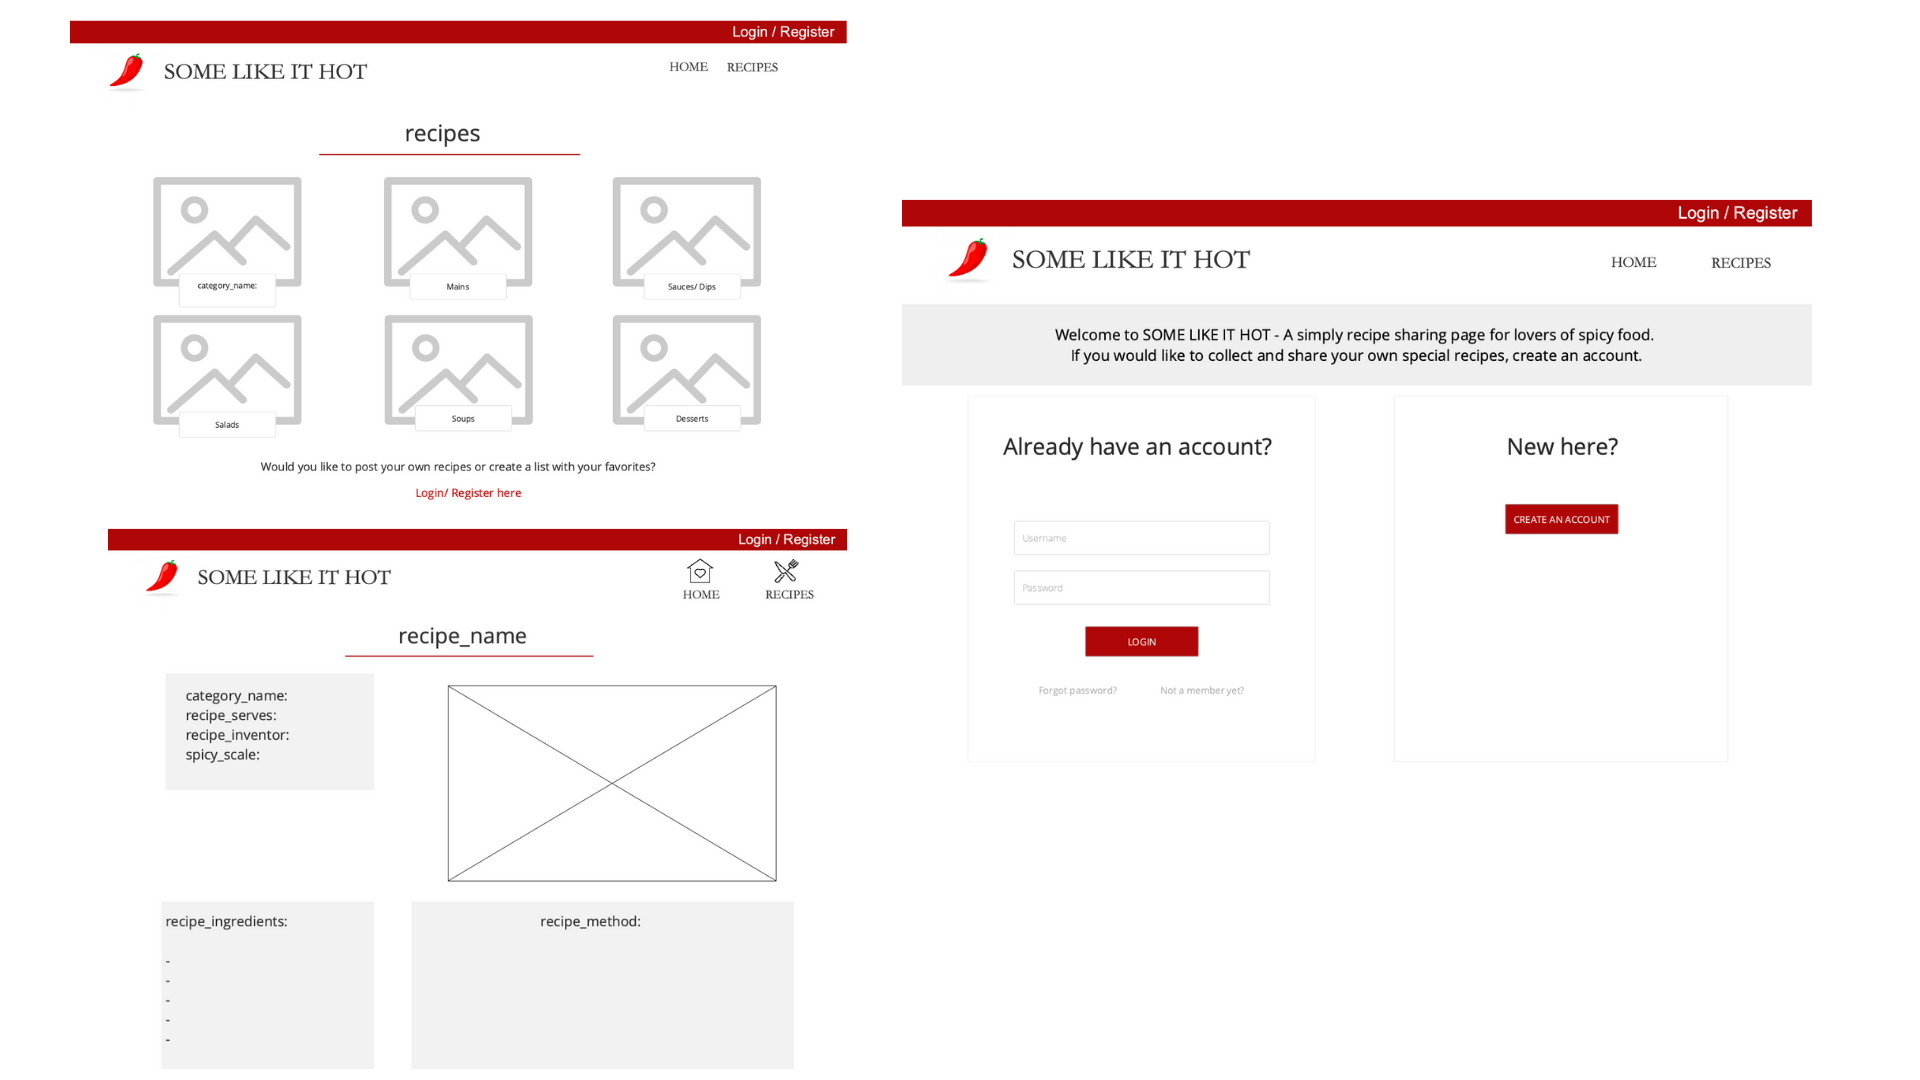 Login / Register
SOME LIKE IT HOT
HOME
RECIPES
recipes
category_name:
Mains
Sauces/ Dips
Salads
Soups
Desserts
Would you like to post your own recipes or create a list with your favorites?
Login/ Register here
Login / Register
SOME LIKE IT HOT
HOME
RECIPES
recipe_name
category_name:
recipe_serves:
recipe_inventor:
spicy_scale:
recipe_ingredients:
-
-
-
-
-
recipe_method:
Login / Register
SOME LIKE IT HOT
HOME
RECIPES
Welcome to SOME LIKE IT HOT - A simply recipe sharing page for lovers of spicy food.
If you would like to collect and share your own special recipes, create an account.
Already have an account?
Username
Password
LOGIN
Forgot password?
Not a member yet?
New here?
CREATE AN ACCOUNT